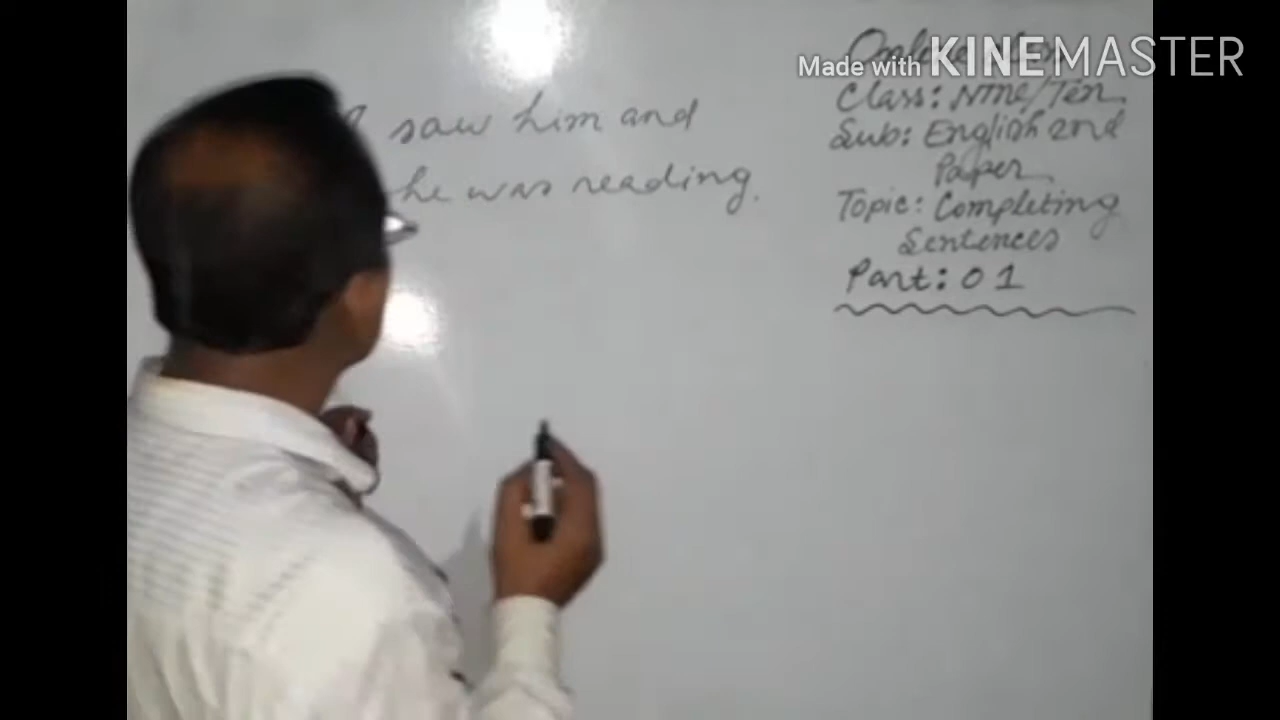 I saw him and
he was reading.
Made with KINEMASTER
Online
Class: Nine/Ten
Sub: English 2nd
Paper
Topic: Completing
Sentences
Part: 01